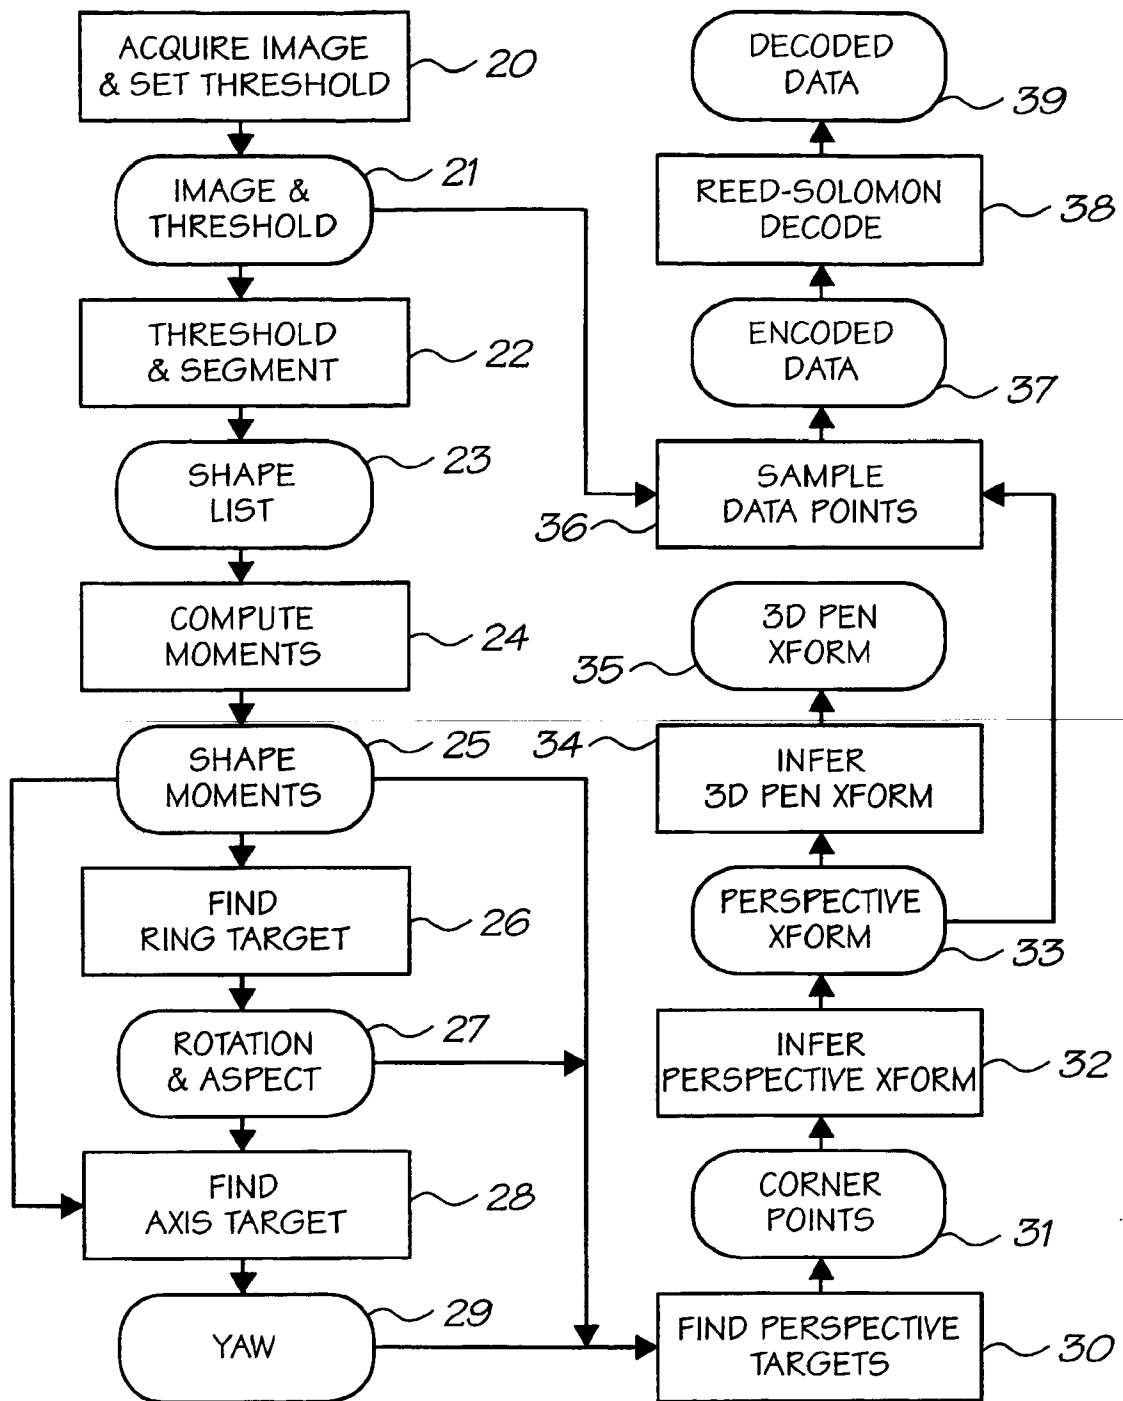 ACQUIRE IMAGE
& SET THRESHOLD
20
IMAGE &
THRESHOLD
21
THRESHOLD
& SEGMENT
22
SHAPE
LIST
23
COMPUTE
MOMENTS
24
SHAPE
MOMENTS
25
FIND
RING TARGET
26
ROTATION
& ASPECT
27
FIND
AXIS TARGET
28
YAW
29
DECODED
DATA
39
REED-SOLOMON
DECODE
38
ENCODED
DATA
37
SAMPLE
DATA POINTS
36
3D PEN
XFORM
35
INFER
3D PEN XFORM
34
PERSPECTIVE
XFORM
33
INFER
PERSPECTIVE XFORM
32
CORNER
POINTS
31
FIND PERSPECTIVE
TARGETS
30